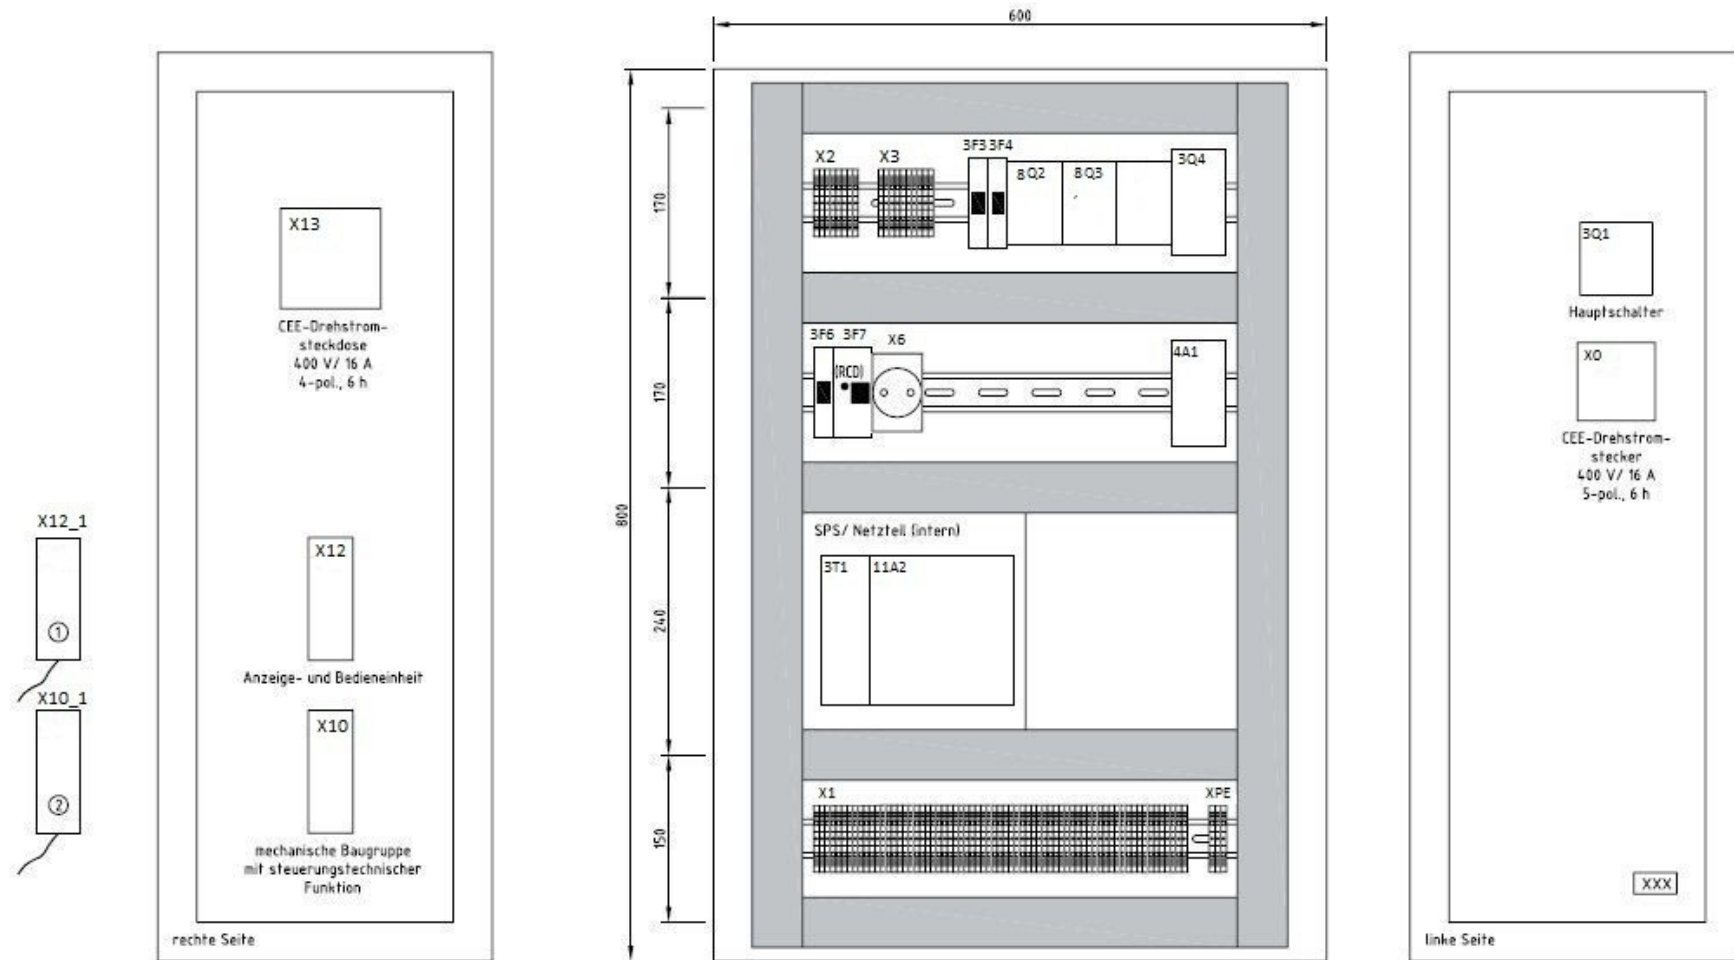 X13
CEE-Drehstrom-
steckdose
400 V/ 16 A
4-pol., 6 h
X12_1
1
X10_1
2
X12
Anzeige- und Bedieneinheit
X10
mechanische Baugruppe
mit steuerungstechnischer
Funktion
rechte Seite
600
800
170
170
240
150
X2
X3
3F3 3F4
8Q2
8Q3
3Q4
3F6
3F7
(RCD)
X6
4A1
SPS/ Netzteil (intern)
3T1
11A2
X1
XPE
3Q1
Hauptschalter
X0
CEE-Drehstrom-
stecker
400 V/ 16 A
5-pol., 6 h
XXX
linke Seite